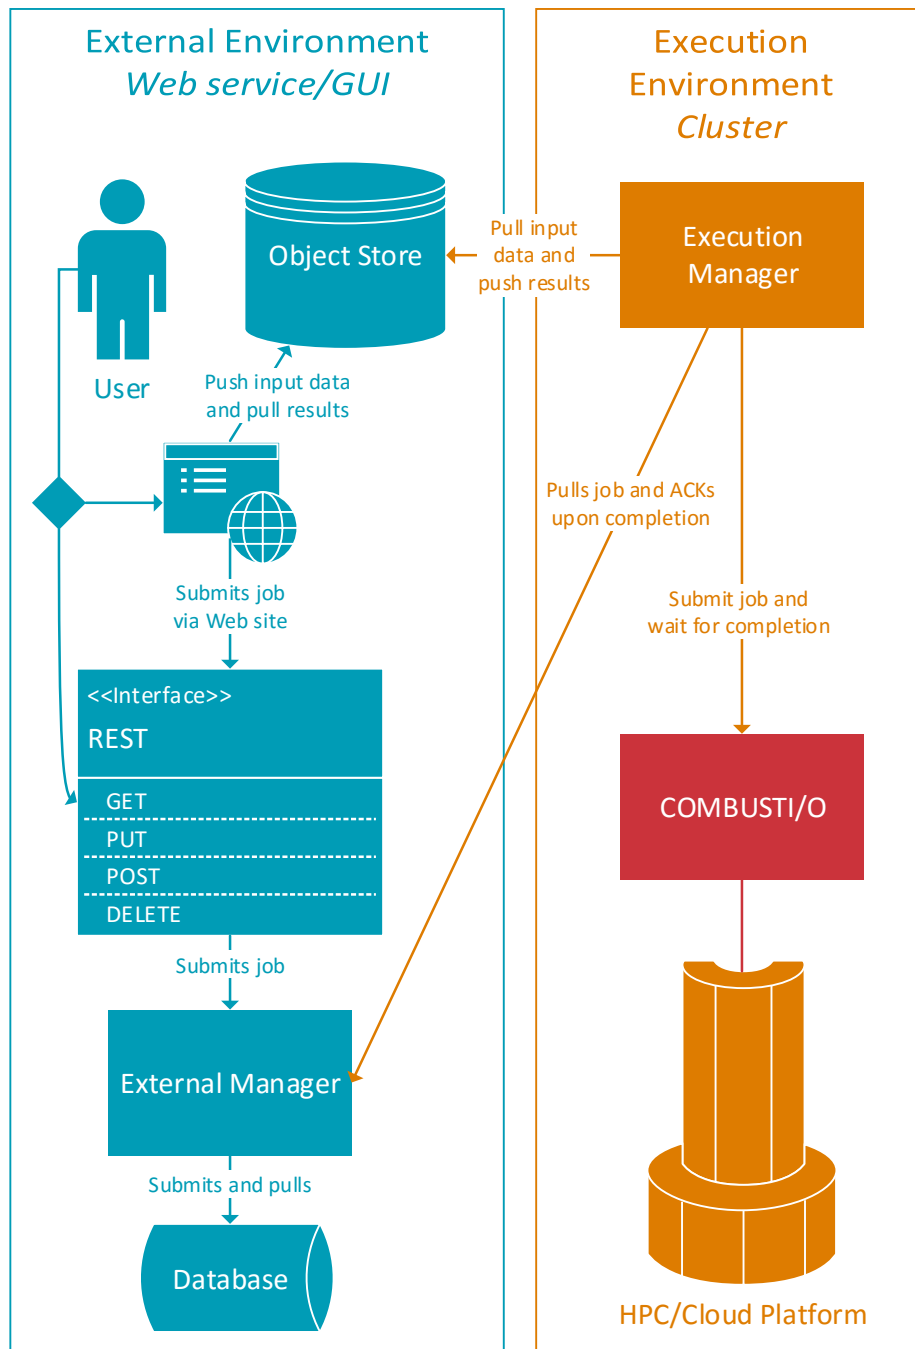 External Environment
Web service/GUI
Execution
Environment
Cluster
Object Store
User
Push input data
and pull results
Pull input
data and
push results
Execution
Manager
Pulls job and ACKs
upon completion
Submits job
via Web site
Submit job and
wait for completion
<<Interface>>
REST
GET
PUT
POST
DELETE
COMBUSTI/O
Submits job
External Manager
Submits and pulls
Database
HPC/Cloud Platform